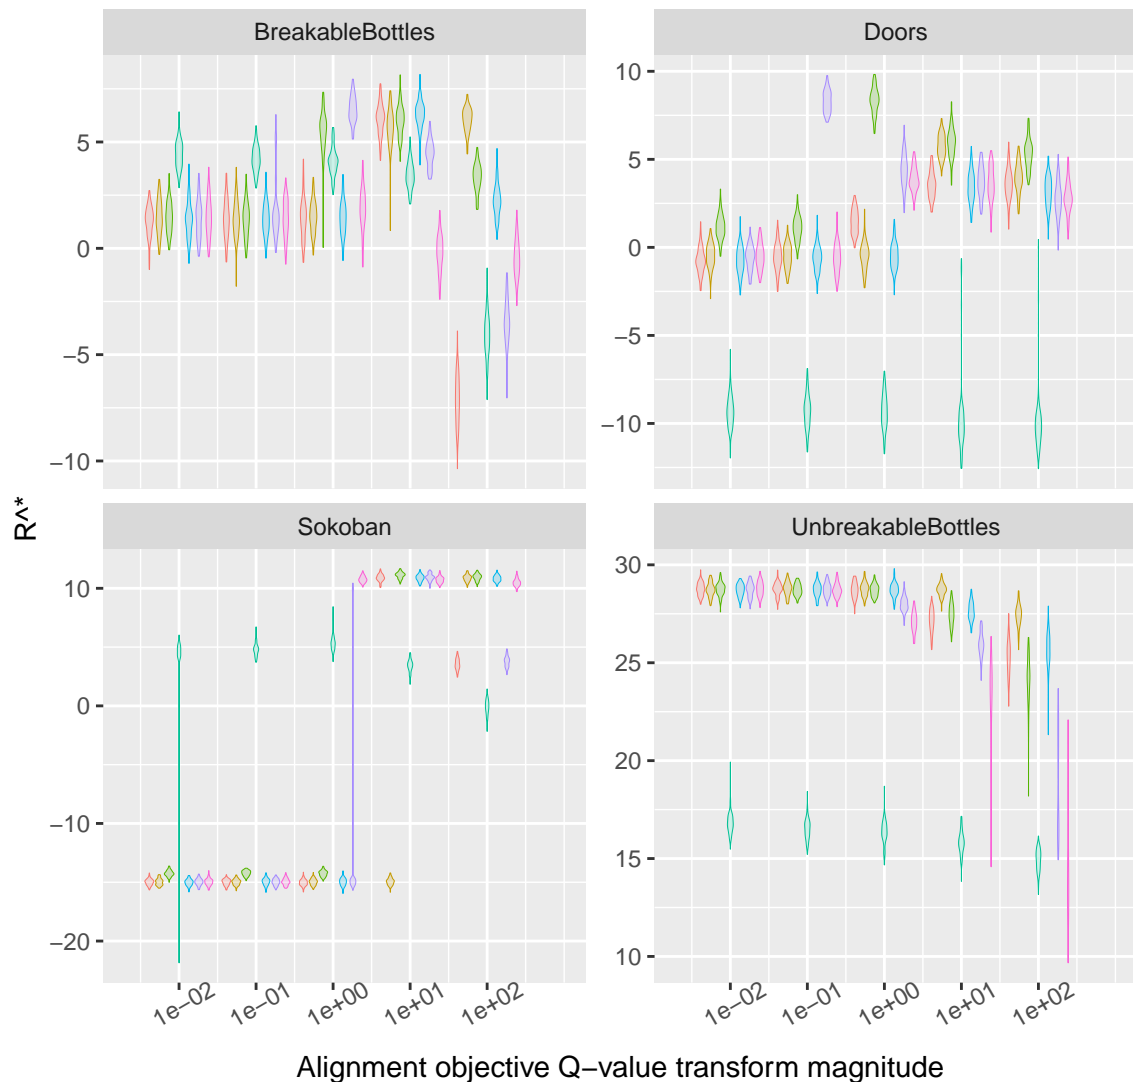 BreakableBottles
Doors
5
0
−5
−10
10
5
0
−5
−10
R^*
Sokoban
UnbreakableBottles
10
0
−10
−20
30
25
20
15
10
1e−02
1e−01
1e+00
1e+01
1e+02
1e−02
1e−01
1e+00
1e+01
1e+02
Alignment objective Q−value transform magnitude